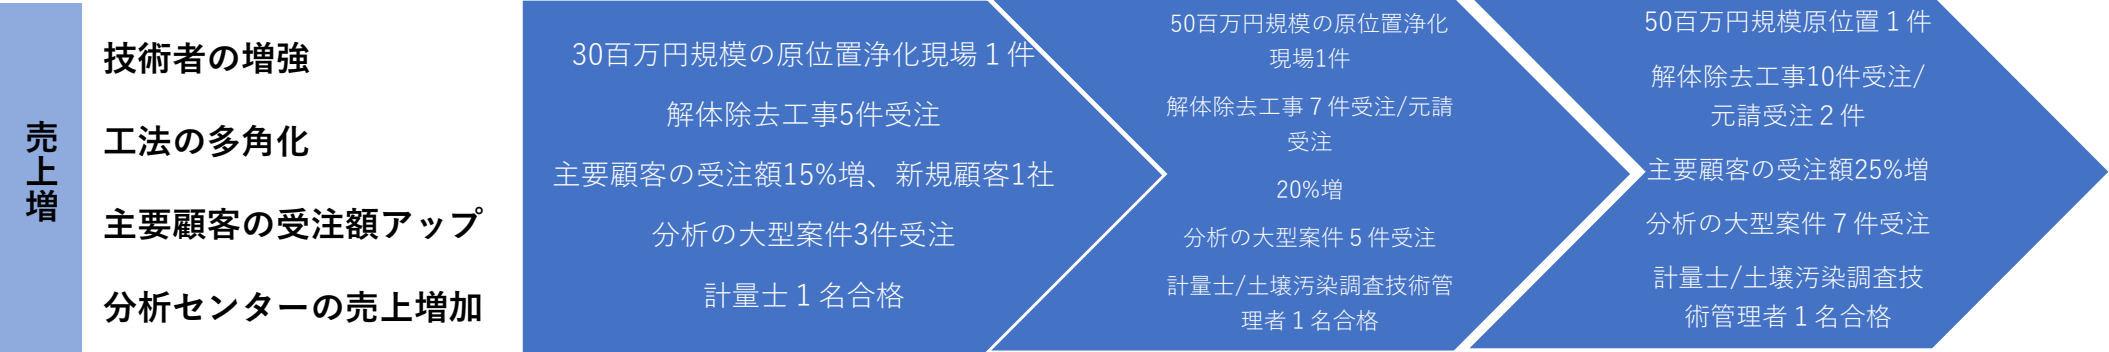 売上増
技術者の増強
工法の多角化
主要顧客の受注額アップ
分析センターの売上増加
30百万円規模の原位置浄化現場１件
解体除去工事5件受注
主要顧客の受注額15%増、新規顧客1社
分析の大型案件3件受注
計量士１名合格
50百万円規模の原位置浄化
現場1件
解体除去工事７件受注/元請
受注
20%増
分析の大型案件５件受注
計量士/土壌汚染調査技術管
理者１名合格
50百万円規模原位置１件
解体除去工事10件受注/
元請受注２件
主要顧客の受注額25%増
分析の大型案件７件受注
計量士/土壌汚染調査技
術管理者１名合格